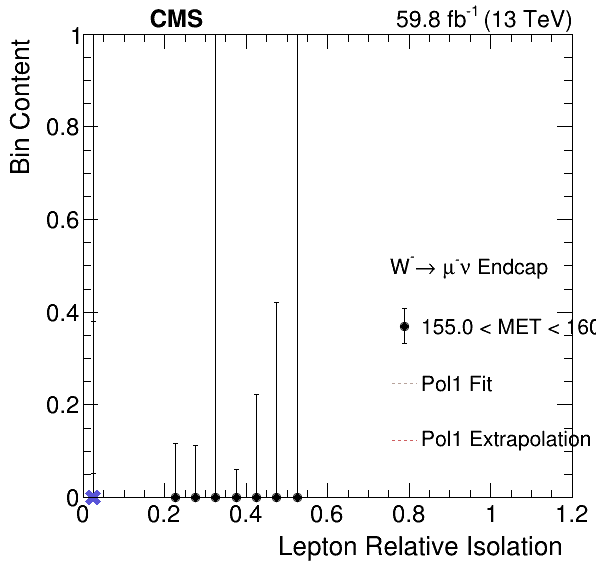 CMS
59.8 fb⁻¹ (13 TeV)
Bin Content
1
0.8
0.6
0.4
0.2
0
W⁻→ μ⁻ν Endcap
155.0 < MET < 160
Pol1 Fit
Pol1 Extrapolation
0 0.2 0.4 0.6 0.8 1 1.2
Lepton Relative Isolation